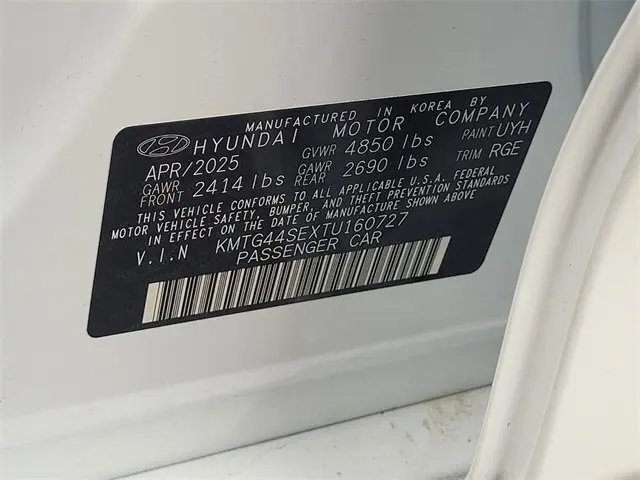 MANUFACTURED IN KOREA BY
HYUNDAI MOTOR COMPANY
APR/2025 GVWR 4850 lbs PAINT UYH
GAWR FRONT 2414 lbs GAWR REAR 2690 lbs TRIM RGE
THIS VEHICLE CONFORMS TO ALL APPLICABLE U.S.A. FEDERAL
MOTOR VEHICLE SAFETY, BUMPER, AND THEFT PREVENTION STANDARDS
IN EFFECT ON THE DATE OF MANUFACTURE SHOWN ABOVE.
V.I.N KMTG44SEXTU160727
PASSENGER CAR